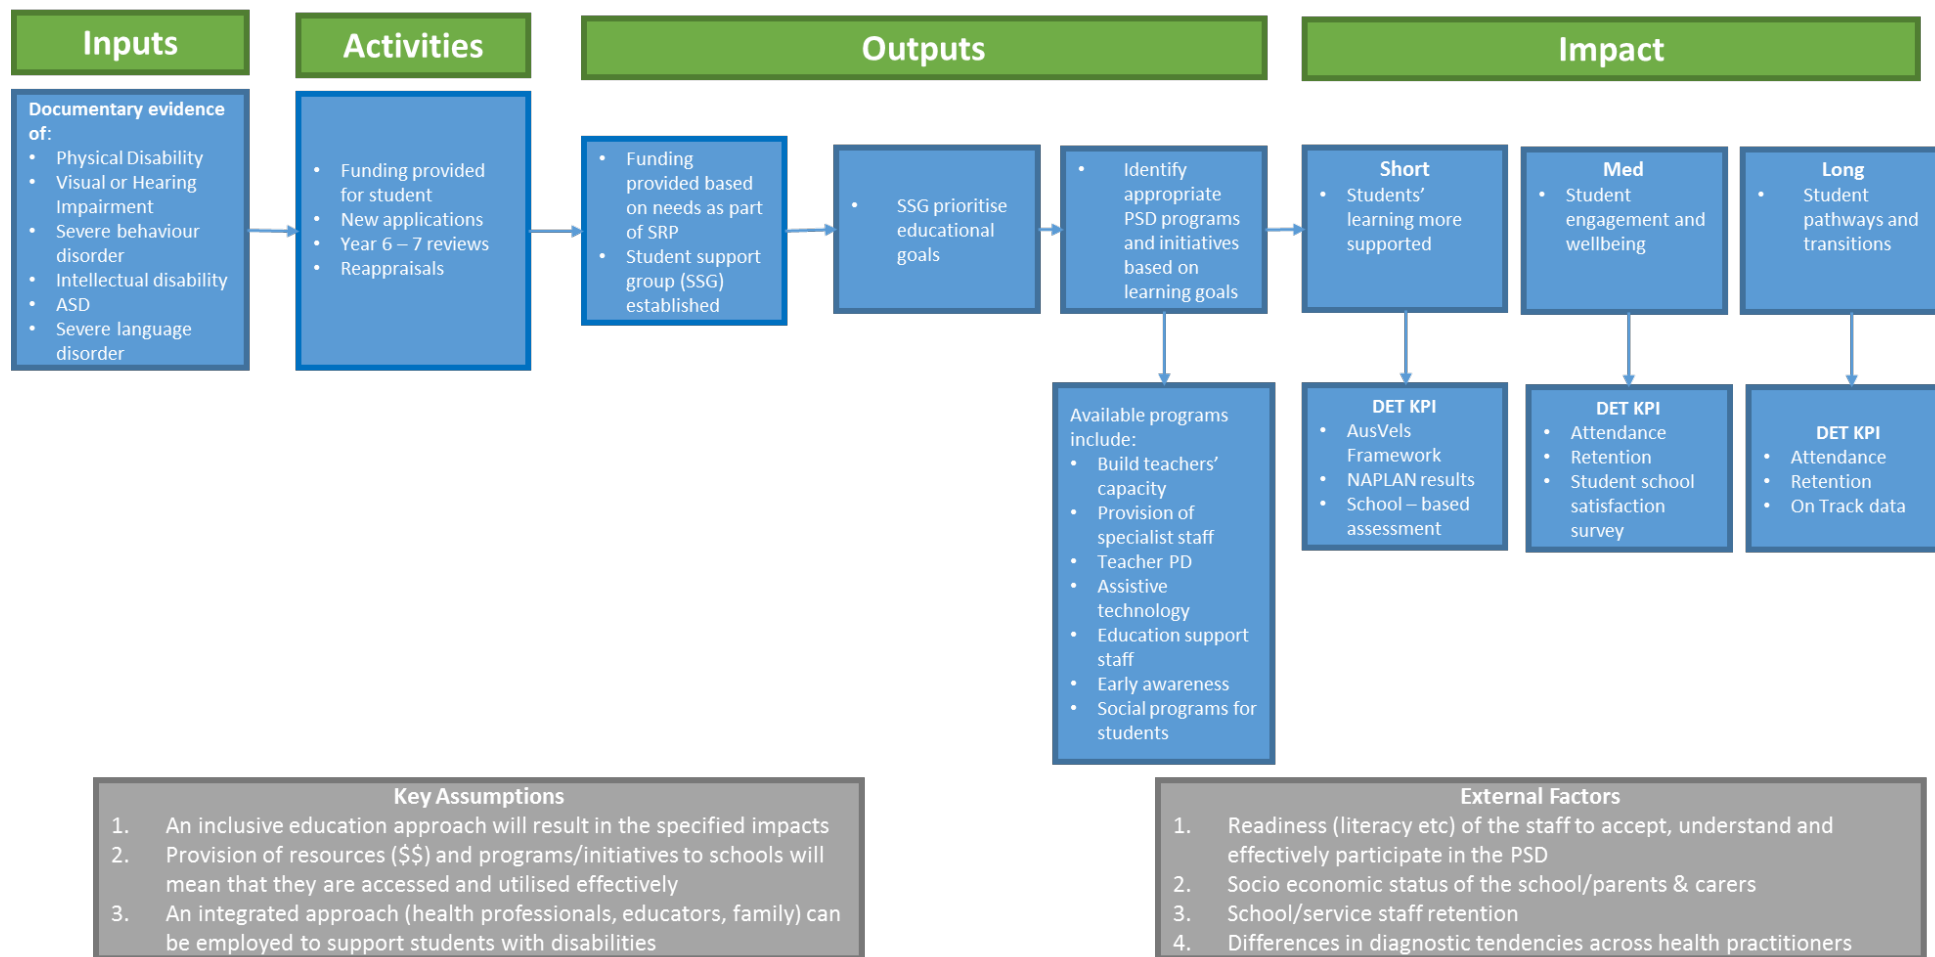 Inputs
Activities
Outputs
Impact
Documentary evidence
of:
• Physical Disability
• Visual or Hearing
Impairment
• Severe behaviour
disorder
• Intellectual disability
• ASD
• Severe language
disorder
• Funding provided
for student
• New applications
• Year 6 – 7 reviews
• Reappraisals
• Funding
provided based
on needs as part
of SRP
• Student support
group (SSG)
established
• SSG prioritise
educational
goals
• Identify
appropriate
PSD programs
and initiatives
based on
learning goals
Short
• Students’
learning more
supported
Med
• Student
engagement and
wellbeing
Long
• Student
pathways and
transitions
Available programs
include:
• Build teachers’
capacity
• Provision of
specialist staff
• Teacher PD
• Assistive
technology
• Education support
staff
• Early awareness
• Social programs for
students
DET KPI
• AusVels
Framework
• NAPLAN results
• School – based
assessment
DET KPI
• Attendance
• Retention
• Student school
satisfaction
survey
DET KPI
• Attendance
• Retention
• On Track data
Key Assumptions
1. An inclusive education approach will result in the specified impacts
2. Provision of resources ($$) and programs/initiatives to schools will
mean that they are accessed and utilised effectively
3. An integrated approach (health professionals, educators, family) can
be employed to support students with disabilities
External Factors
1. Readiness (literacy etc) of the staff to accept, understand and
effectively participate in the PSD
2. Socio economic status of the school/parents & carers
3. School/service staff retention
4. Differences in diagnostic tendencies across health practitioners